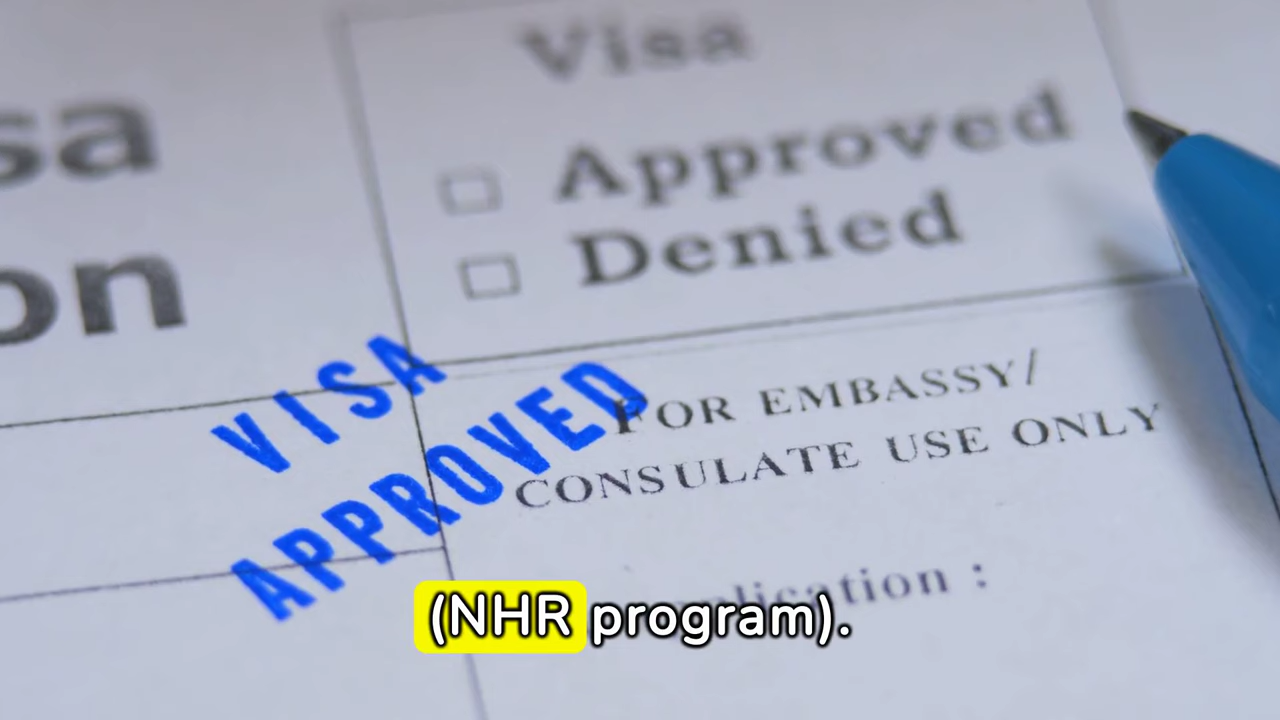 Visa
sa
Approved
Denied
on
VISA
APPROVED
FOR EMBASSY/
CONSULATE USE ONLY
(NHR program).